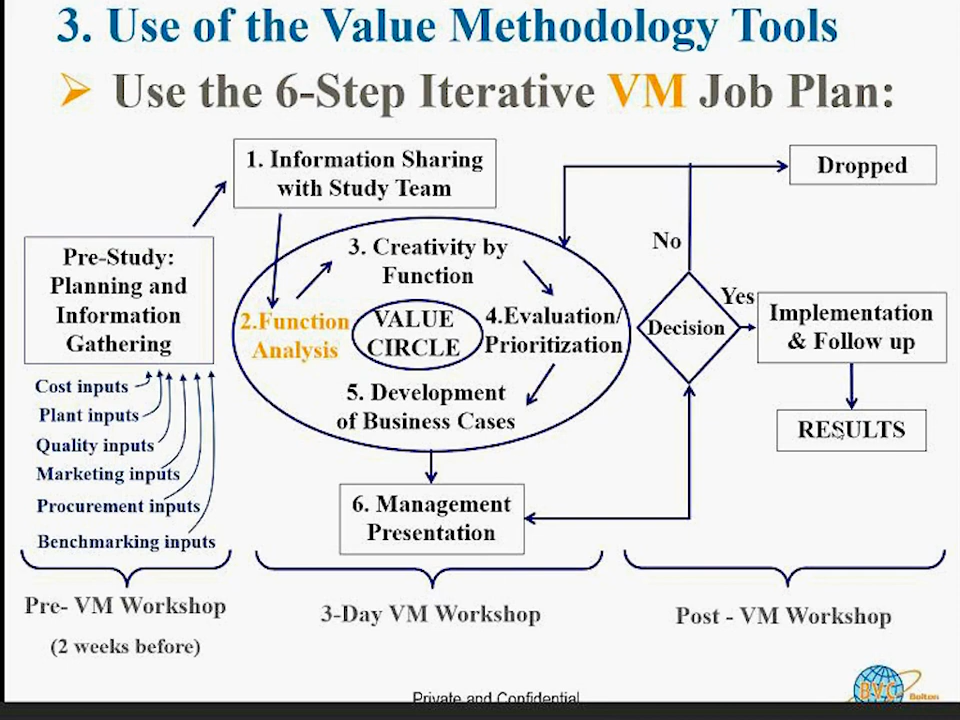 3. Use of the Value Methodology Tools
➢ Use the 6-Step Iterative VM Job Plan:
1. Information Sharing
with Study Team
Dropped
No
Pre-Study:
Planning and
Information
Gathering
3. Creativity by
Function
2.Function
Analysis
VALUE
CIRCLE
4.Evaluation/
Prioritization
5. Development
of Business Cases
Decision
Yes
Implementation
& Follow up
RESULTS
Cost inputs
Plant inputs
Quality inputs
Marketing inputs
Procurement inputs
Benchmarking inputs
6. Management
Presentation
Pre- VM Workshop
(2 weeks before)
3-Day VM Workshop
Post - VM Workshop
Private and Confidential
BVC
Bolton